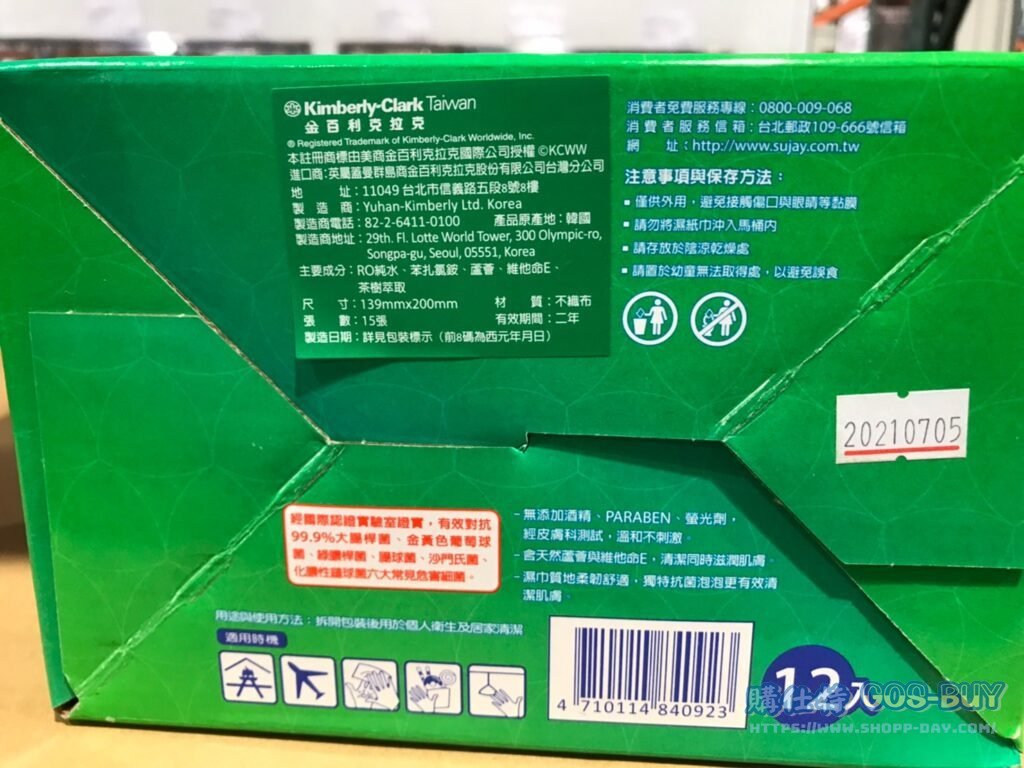 Kimberly-Clark Taiwan
金百利克拉克
® Registered Trademark of Kimberly-Clark Worldwide, Inc.
本註冊商標由美商金百利克拉克國際公司授權 ©KCWW
進口商：英屬蓋曼群島商金百利克拉克股份有限公司台灣分公司
地 址：11049 台北市信義路五段8號8樓
製 造 商：Yuhan-Kimberly Ltd. Korea
製造商電話：82-2-6411-0100 產品原產地：韓國
製造商地址：29th. Fl. Lotte World Tower, 300 Olympic-ro,
Songpa-gu, Seoul, 05551, Korea
主要成分：RO純水、苯扎氯銨、蘆薈、維他命E、
茶樹萃取
尺 寸：139mmx200mm 材 質：不織布
張 數：15張 有效期間：二年
製造日期：詳見包裝標示（前8碼為西元年月日）
消費者免費服務專線：0800-009-068
消費者服務信箱：台北郵政109-666號信箱
網 址：http://www.sujay.com.tw
注意事項與保存方法：
▪ 僅供外用，避免接觸傷口與眼睛等黏膜
▪ 請勿將濕紙巾沖入馬桶內
▪ 請存放於陰涼乾燥處
▪ 請置於幼童無法取得處，以避免誤食
20210705
經國際認證實驗室證實，有效對抗
99.9%大腸桿菌、金黃色葡萄球
菌、綠膿桿菌、腸球菌、沙門氏菌、
化膿性鏈球菌六大常見危害細菌。
- 無添加酒精、PARABEN、螢光劑，
經皮膚科測試，溫和不刺激。
- 含天然蘆薈與維他命E，清潔同時滋潤肌膚。
- 濕巾質地柔韌舒適，獨特抗菌泡泡更有效清
潔肌膚。
用途與使用方法：拆開包裝後用於個人衛生及居家清潔
適用時機
4 710114 840923
12入
購仕特 GOS-BUY
HTTPS://WWW.SHOPP-DAY.COM/